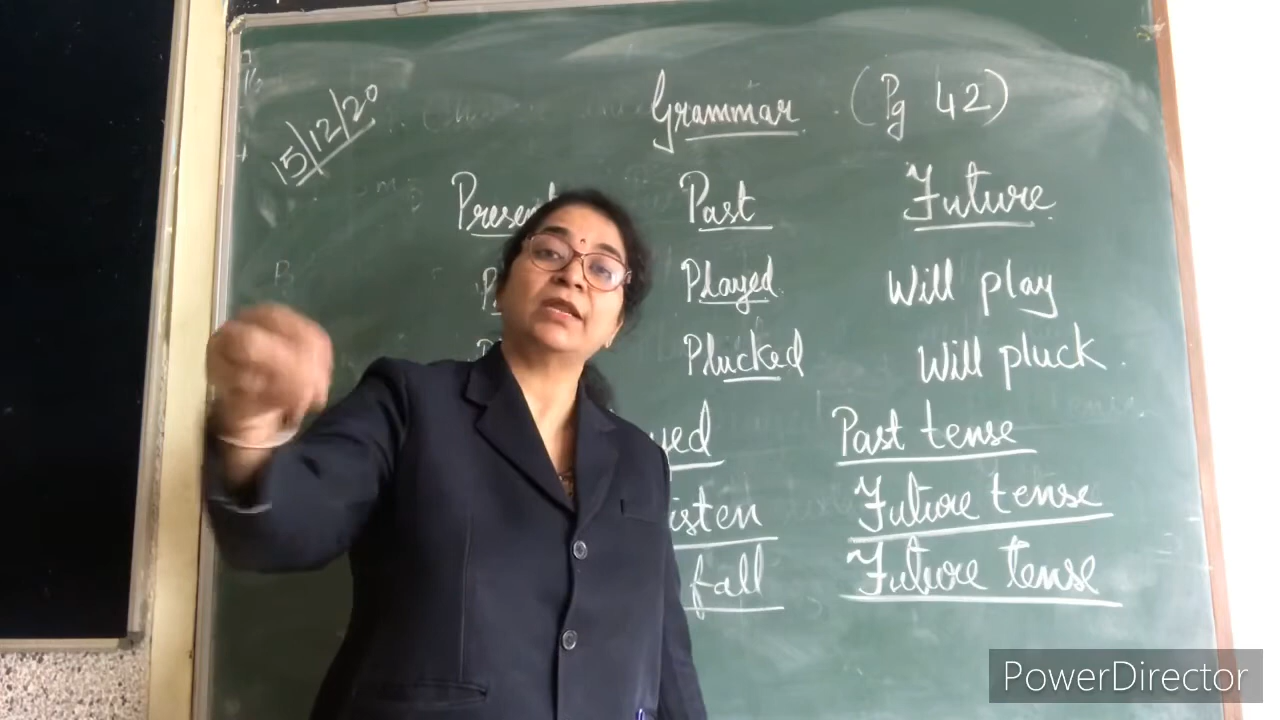 15/12/20
Grammar (Pg 42)
Present Past Future
Played Will play
Plucked Will pluck
yed Past tense
isten Future tense
fall Future tense
PowerDirector